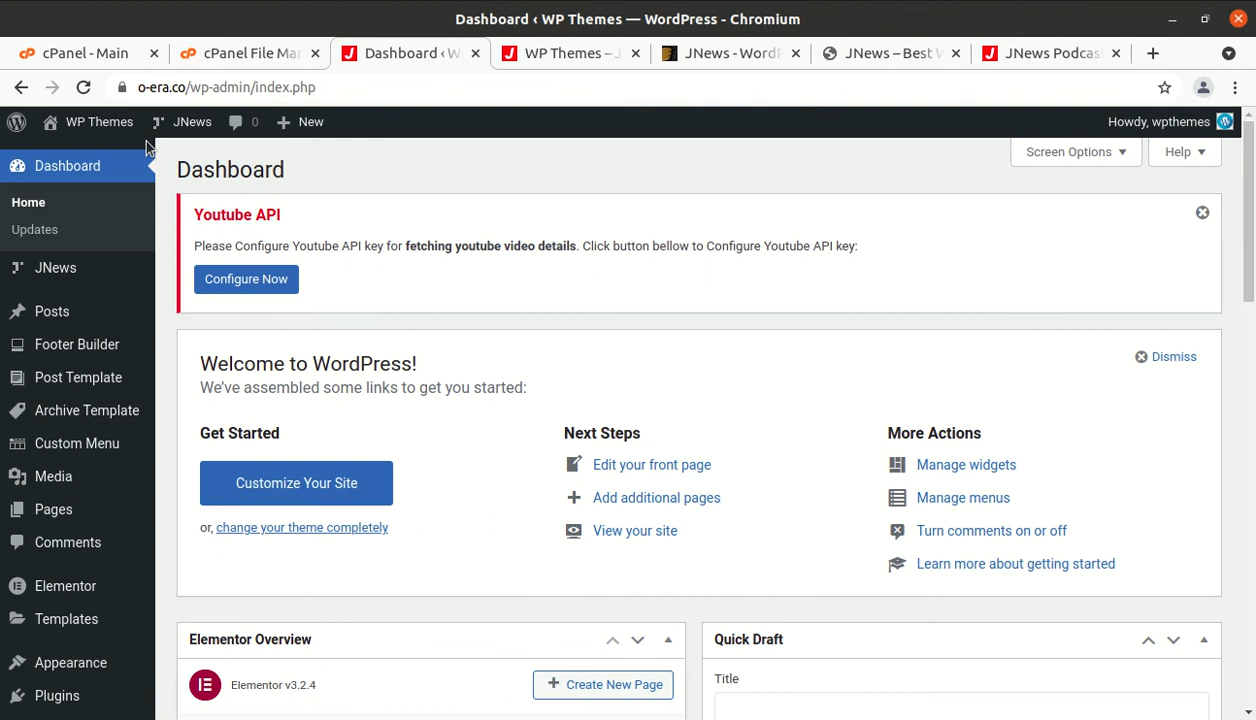 Dashboard ‹ WP Themes — WordPress - Chromium
cPanel - Main
cPanel File Mar
Dashboard ‹ W
WP Themes – J
JNews - WordP
JNews – Best W
JNews Podcas
o-era.co/wp-admin/index.php
WP Themes
JNews
0
New
Howdy, wpthemes
Dashboard
Home
Updates
JNews
Posts
Footer Builder
Post Template
Archive Template
Custom Menu
Media
Pages
Comments
Elementor
Templates
Appearance
Plugins
Dashboard
Screen Options
Help
Youtube API
Please Configure Youtube API key for fetching youtube video details. Click button bellow to Configure Youtube API key:
Configure Now
Welcome to WordPress!
Dismiss
We've assembled some links to get you started:
Get Started
Customize Your Site
or, change your theme completely
Next Steps
Edit your front page
Add additional pages
View your site
More Actions
Manage widgets
Manage menus
Turn comments on or off
Learn more about getting started
Elementor Overview
Elementor v3.2.4
Create New Page
Quick Draft
Title